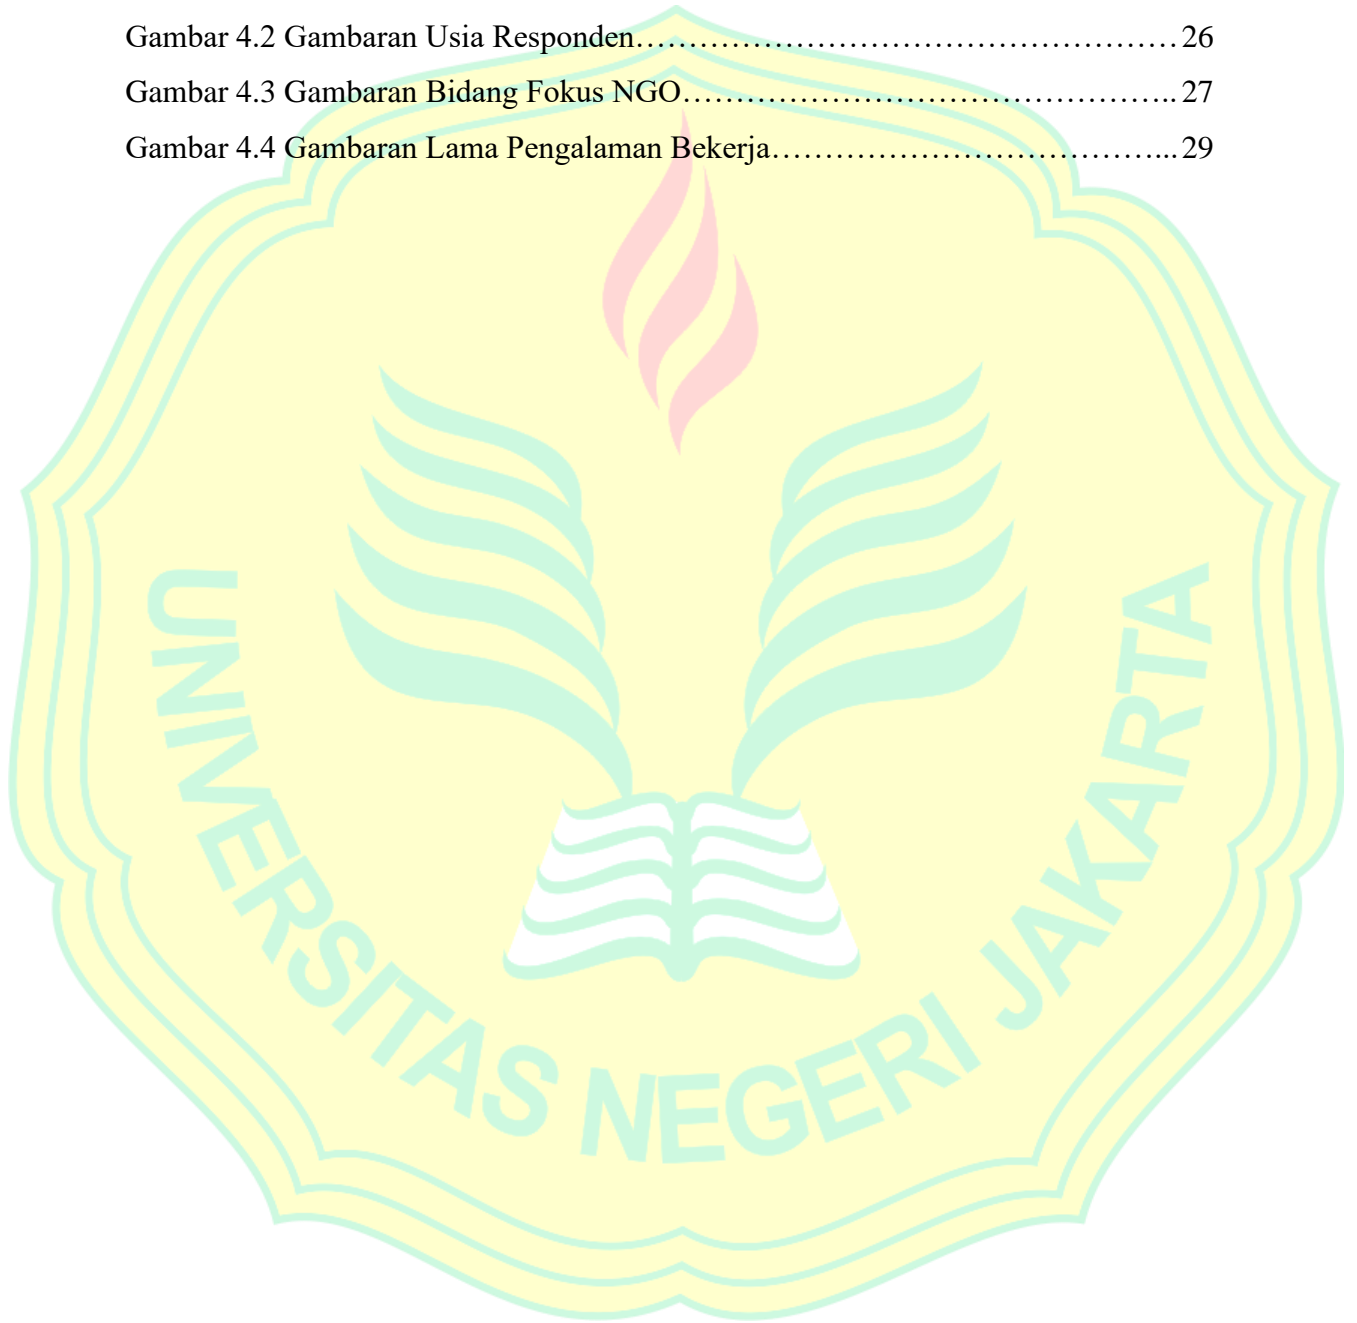 Gambar 4.2 Gambaran Usia Responden……………………………………………26
Gambar 4.3 Gambaran Bidang Fokus NGO………………………………………..27
Gambar 4.4 Gambaran Lama Pengalaman Bekerja………………………………...29
UNIVERSITAS NEGERI JAKARTA